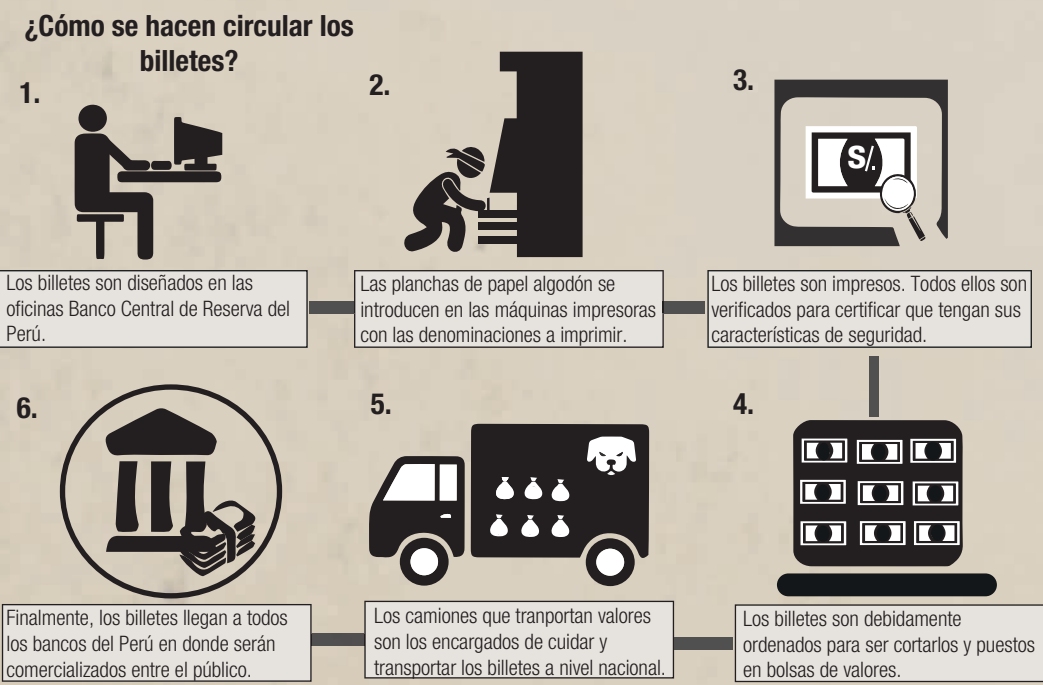 ¿Cómo se hacen circular los
billetes?
1.
Los billetes son diseñados en las
oficinas Banco Central de Reserva del
Perú.
2.
Las planchas de papel algodón se
introducen en las máquinas impresoras
con las denominaciones a imprimir.
3.
S/.
Los billetes son impresos. Todos ellos son
verificados para certificar que tengan sus
características de seguridad.
4.
Los billetes son debidamente
ordenados para ser cortarlos y puestos
en bolsas de valores.
5.
Los camiones que tranportan valores
son los encargados de cuidar y
transportar los billetes a nivel nacional.
6.
Finalmente, los billetes llegan a todos
los bancos del Perú en donde serán
comercializados entre el público.